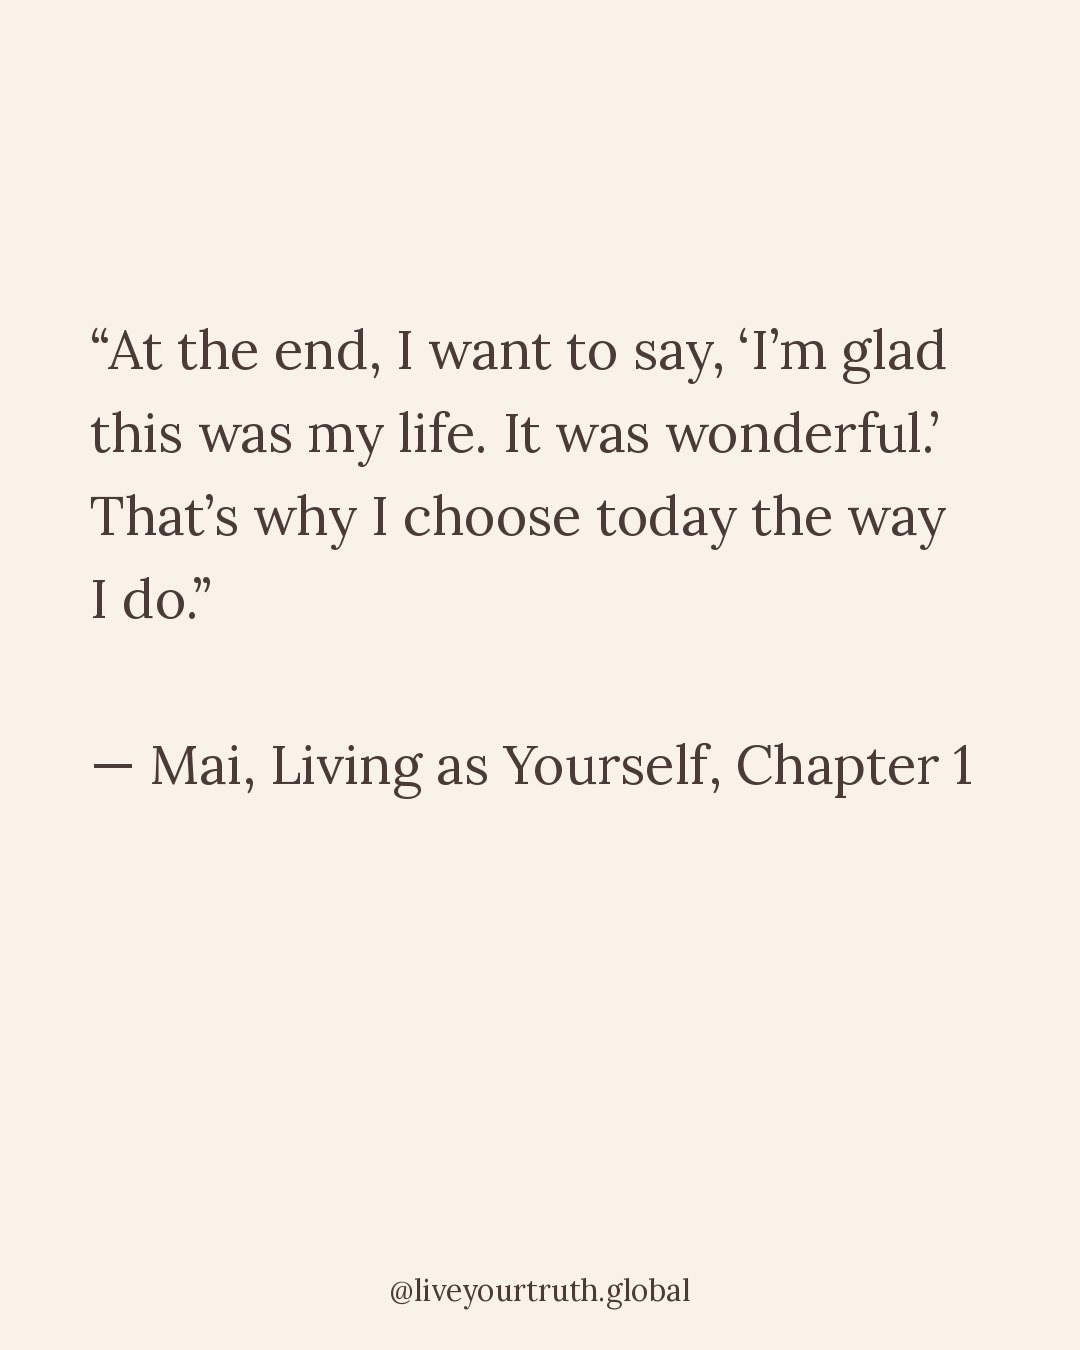 “At the end, I want to say, ‘I’m glad
this was my life. It was wonderful.’
That’s why I choose today the way
I do.”
— Mai, Living as Yourself, Chapter 1
@liveyourtruth.global